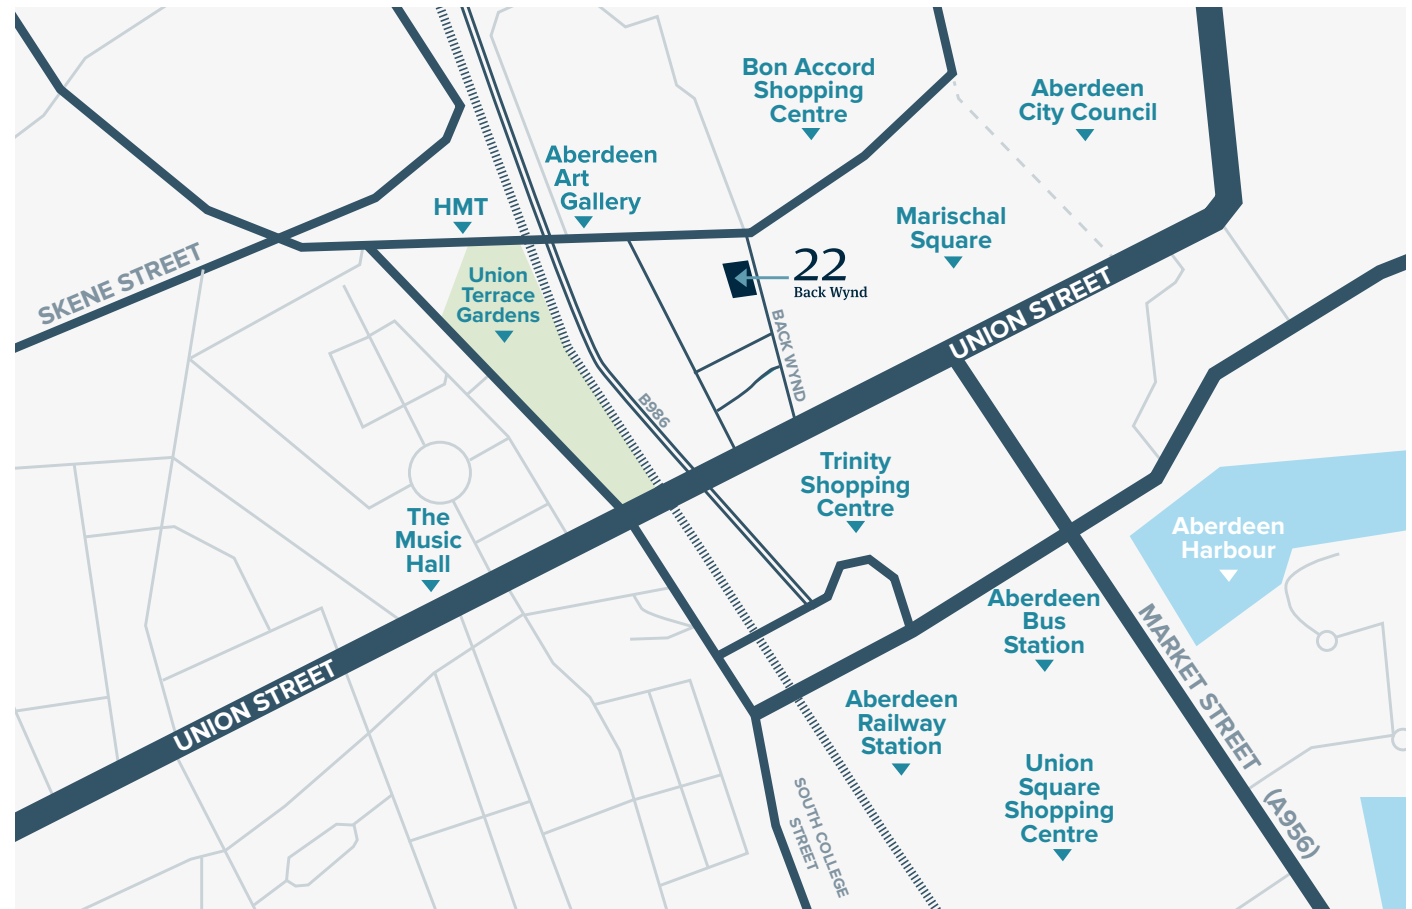 Bon Accord
Shopping
Centre
Aberdeen
City Council
Aberdeen
Art
Gallery
HMT
Marischal
Square
SKENE STREET
Union
Terrace
Gardens
22
Back Wynd
BACK WYND
UNION STREET
B986
Trinity
Shopping
Centre
The
Music
Hall
Aberdeen
Harbour
Aberdeen
Bus
Station
MARKET STREET (A956)
UNION STREET
Aberdeen
Railway
Station
Union
Square
Shopping
Centre
SOUTH COLLEGE
STREET